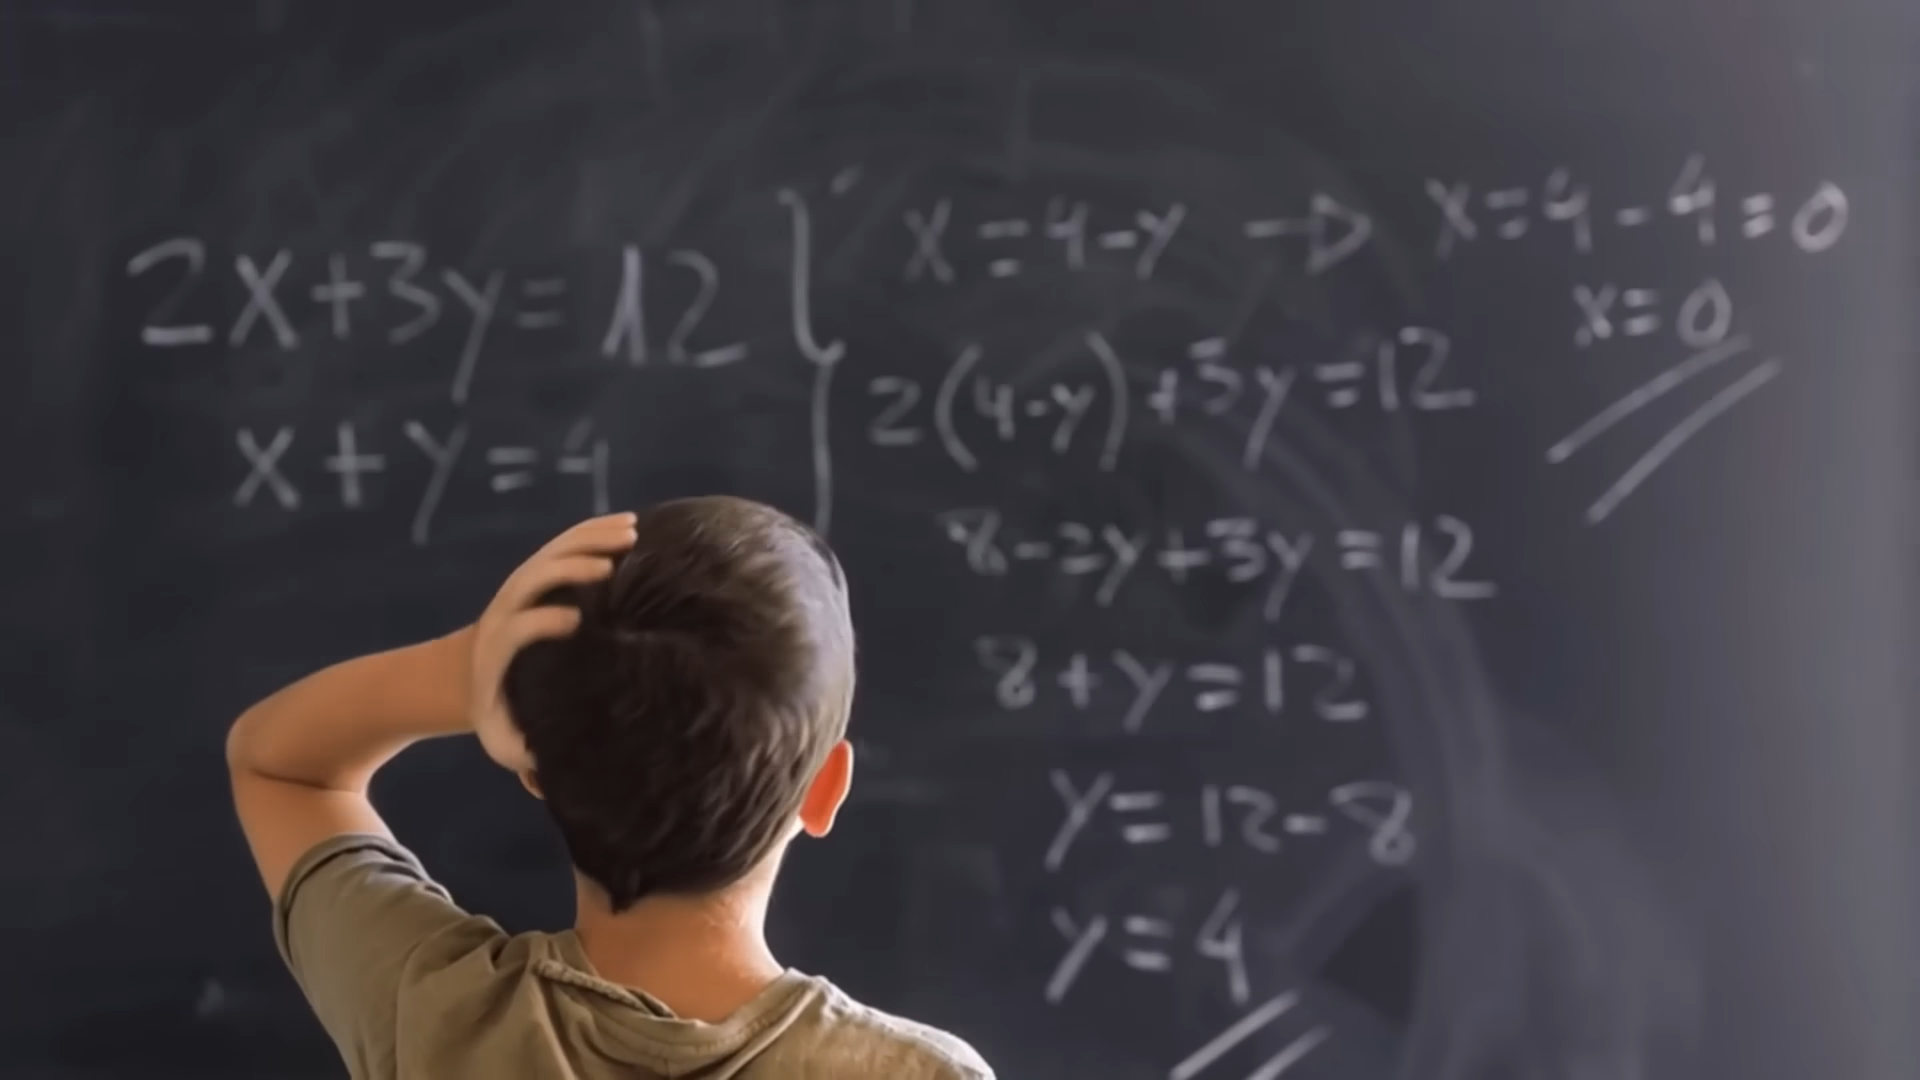 2x+3y=12
x+y=4
x=4-y → x=4-4=0
x=0
2(4-y)+3y=12
8-2y+3y=12
8+y=12
y=12-8
y=4